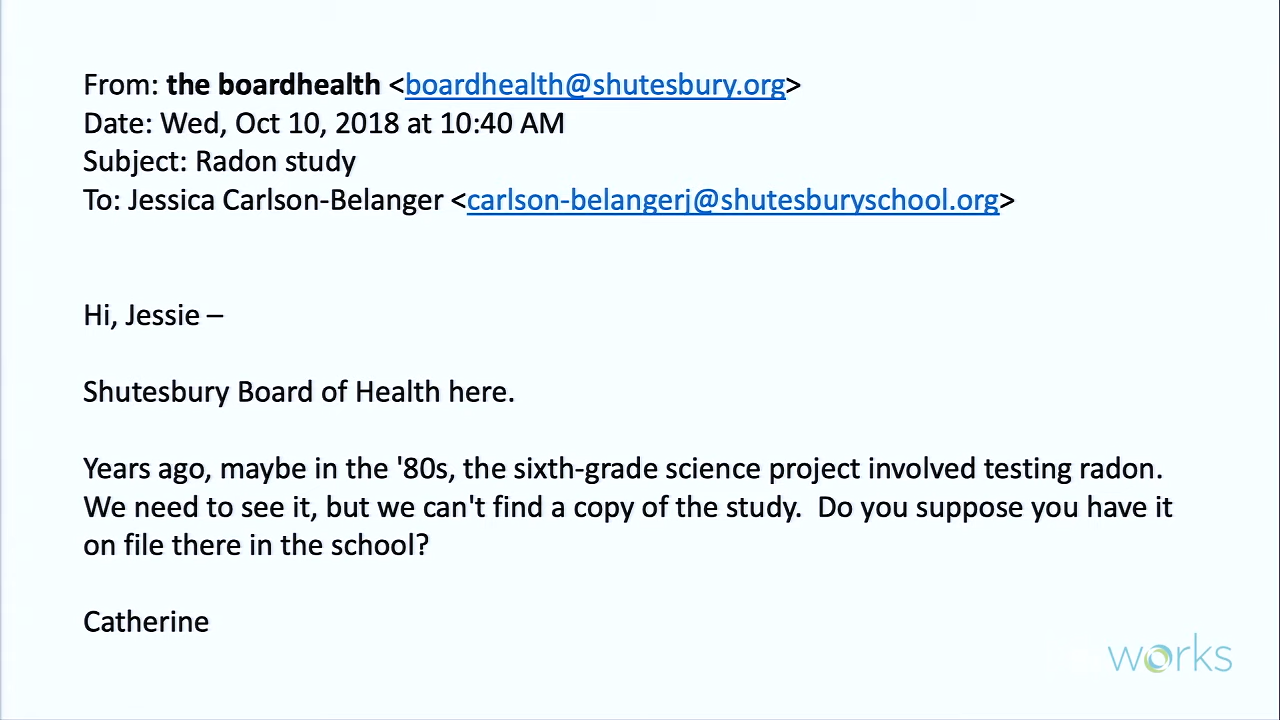 From: the boardhealth <boardhealth@shutesbury.org>
Date: Wed, Oct 10, 2018 at 10:40 AM
Subject: Radon study
To: Jessica Carlson-Belanger <carlson-belangerj@shutesburyschool.org>
Hi, Jessie –
Shutesbury Board of Health here.
Years ago, maybe in the '80s, the sixth-grade science project involved testing radon.
We need to see it, but we can't find a copy of the study.  Do you suppose you have it
on file there in the school?
Catherine
works